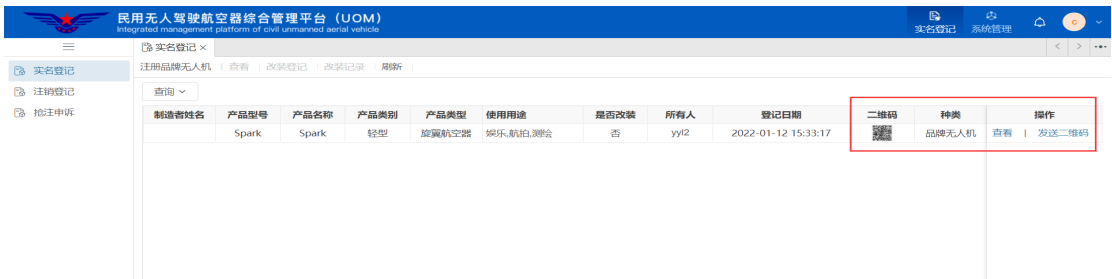 民用无人驾驶航空器综合管理平台（UOM）
Integrated management platform of civil unmanned aerial vehicle
实名登记
系统管理
C
实名登记
注销登记
抢注申诉
实名登记 ×
注册品牌无人机 查看 改装登记 改装记录 刷新
查询
制造者姓名 产品型号 产品名称 产品类别 产品类型 使用用途 是否改装 所有人 登记日期 二维码 种类 操作
Spark Spark 轻型 旋翼航空器 娱乐,航拍,测绘 否 yyl2 2022-01-12 15:33:17 品牌无人机 查看 | 发送二维码